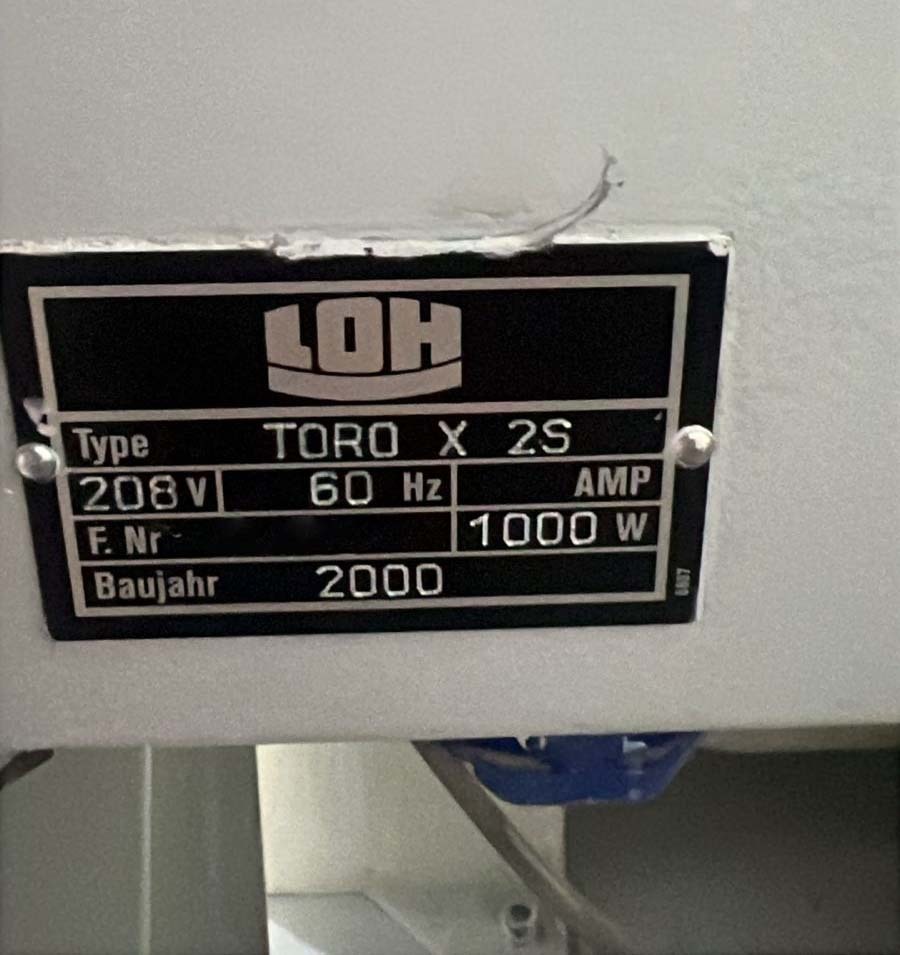 LOH
Type TORO X 2S
208 V 60 Hz AMP
F. Nr 1000 W
Baujahr 2000